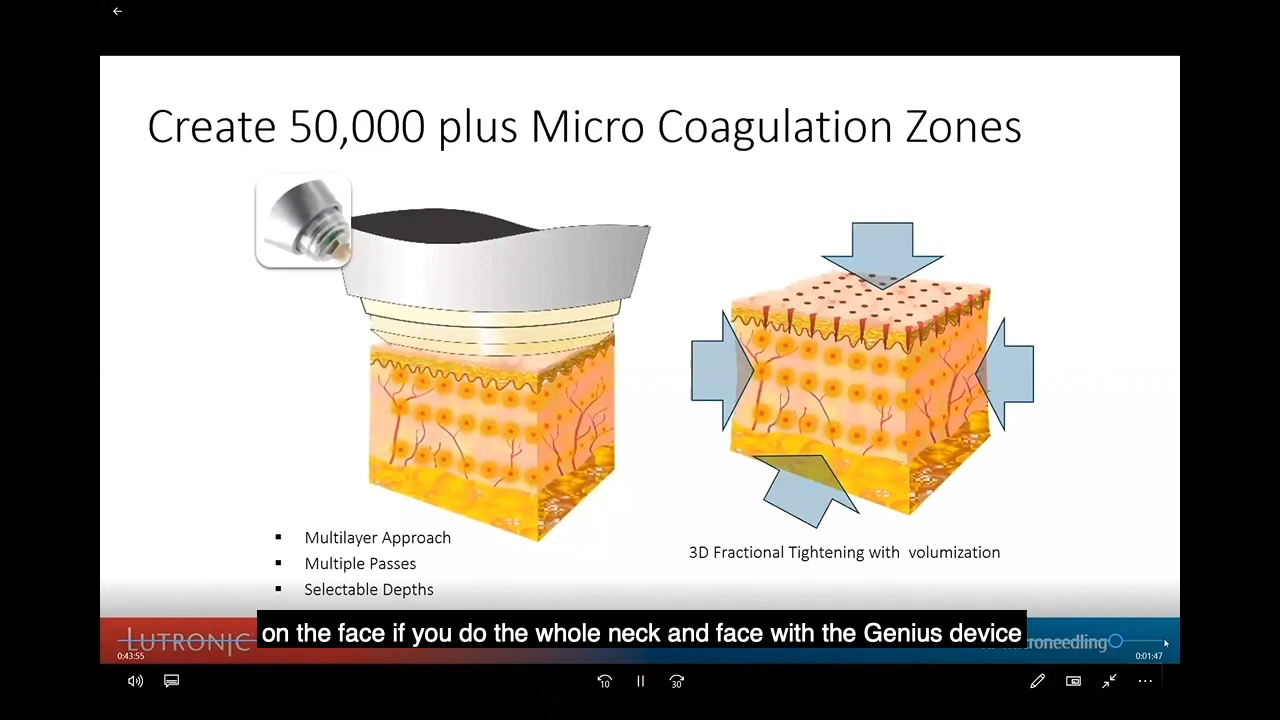 Create 50,000 plus Micro Coagulation Zones
▪ Multilayer Approach
▪ Multiple Passes
▪ Selectable Depths
3D Fractional Tightening with volumization
on the face if you do the whole neck and face with the Genius device
LUTRONIC
0:43:55
0:01:47
10
30